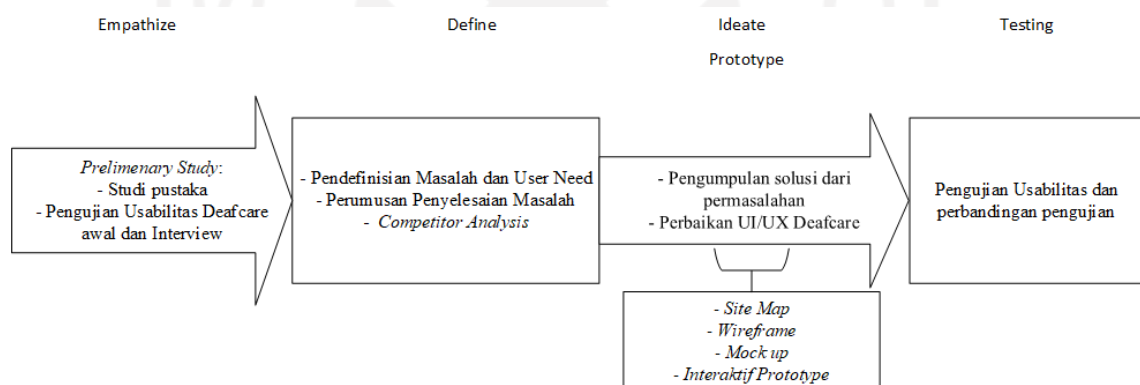 Empathize
Define
Ideate
Prototype
Testing
Prelimenary Study:
- Studi pustaka
- Pengujian Usabilitas Deafcare
awal dan Interview
- Pendefinisian Masalah dan User Need
- Perumusan Penyelesaian Masalah
- Competitor Analysis
- Pengumpulan solusi dari
permasalahan
- Perbaikan UI/UX Deafcare
- Site Map
- Wireframe
- Mock up
- Interaktif Prototype
Pengujian Usabilitas dan
perbandingan pengujian